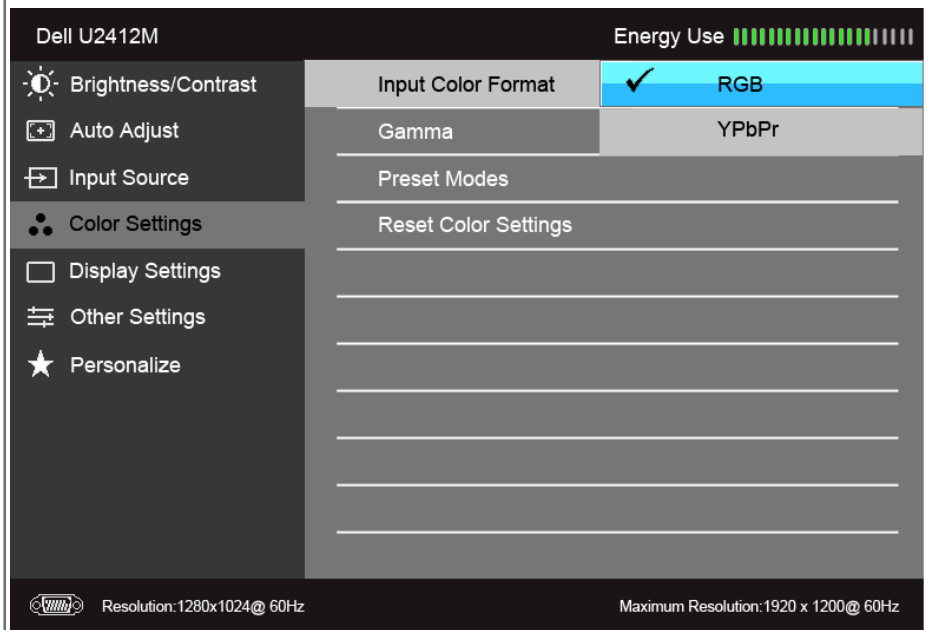 Dell U2412M Energy Use
Brightness/Contrast Input Color Format RGB
Auto Adjust Gamma YPbPr
Input Source Preset Modes
Color Settings Reset Color Settings
Display Settings
Other Settings
Personalize
Resolution:1280x1024@ 60Hz Maximum Resolution:1920 x 1200@ 60Hz